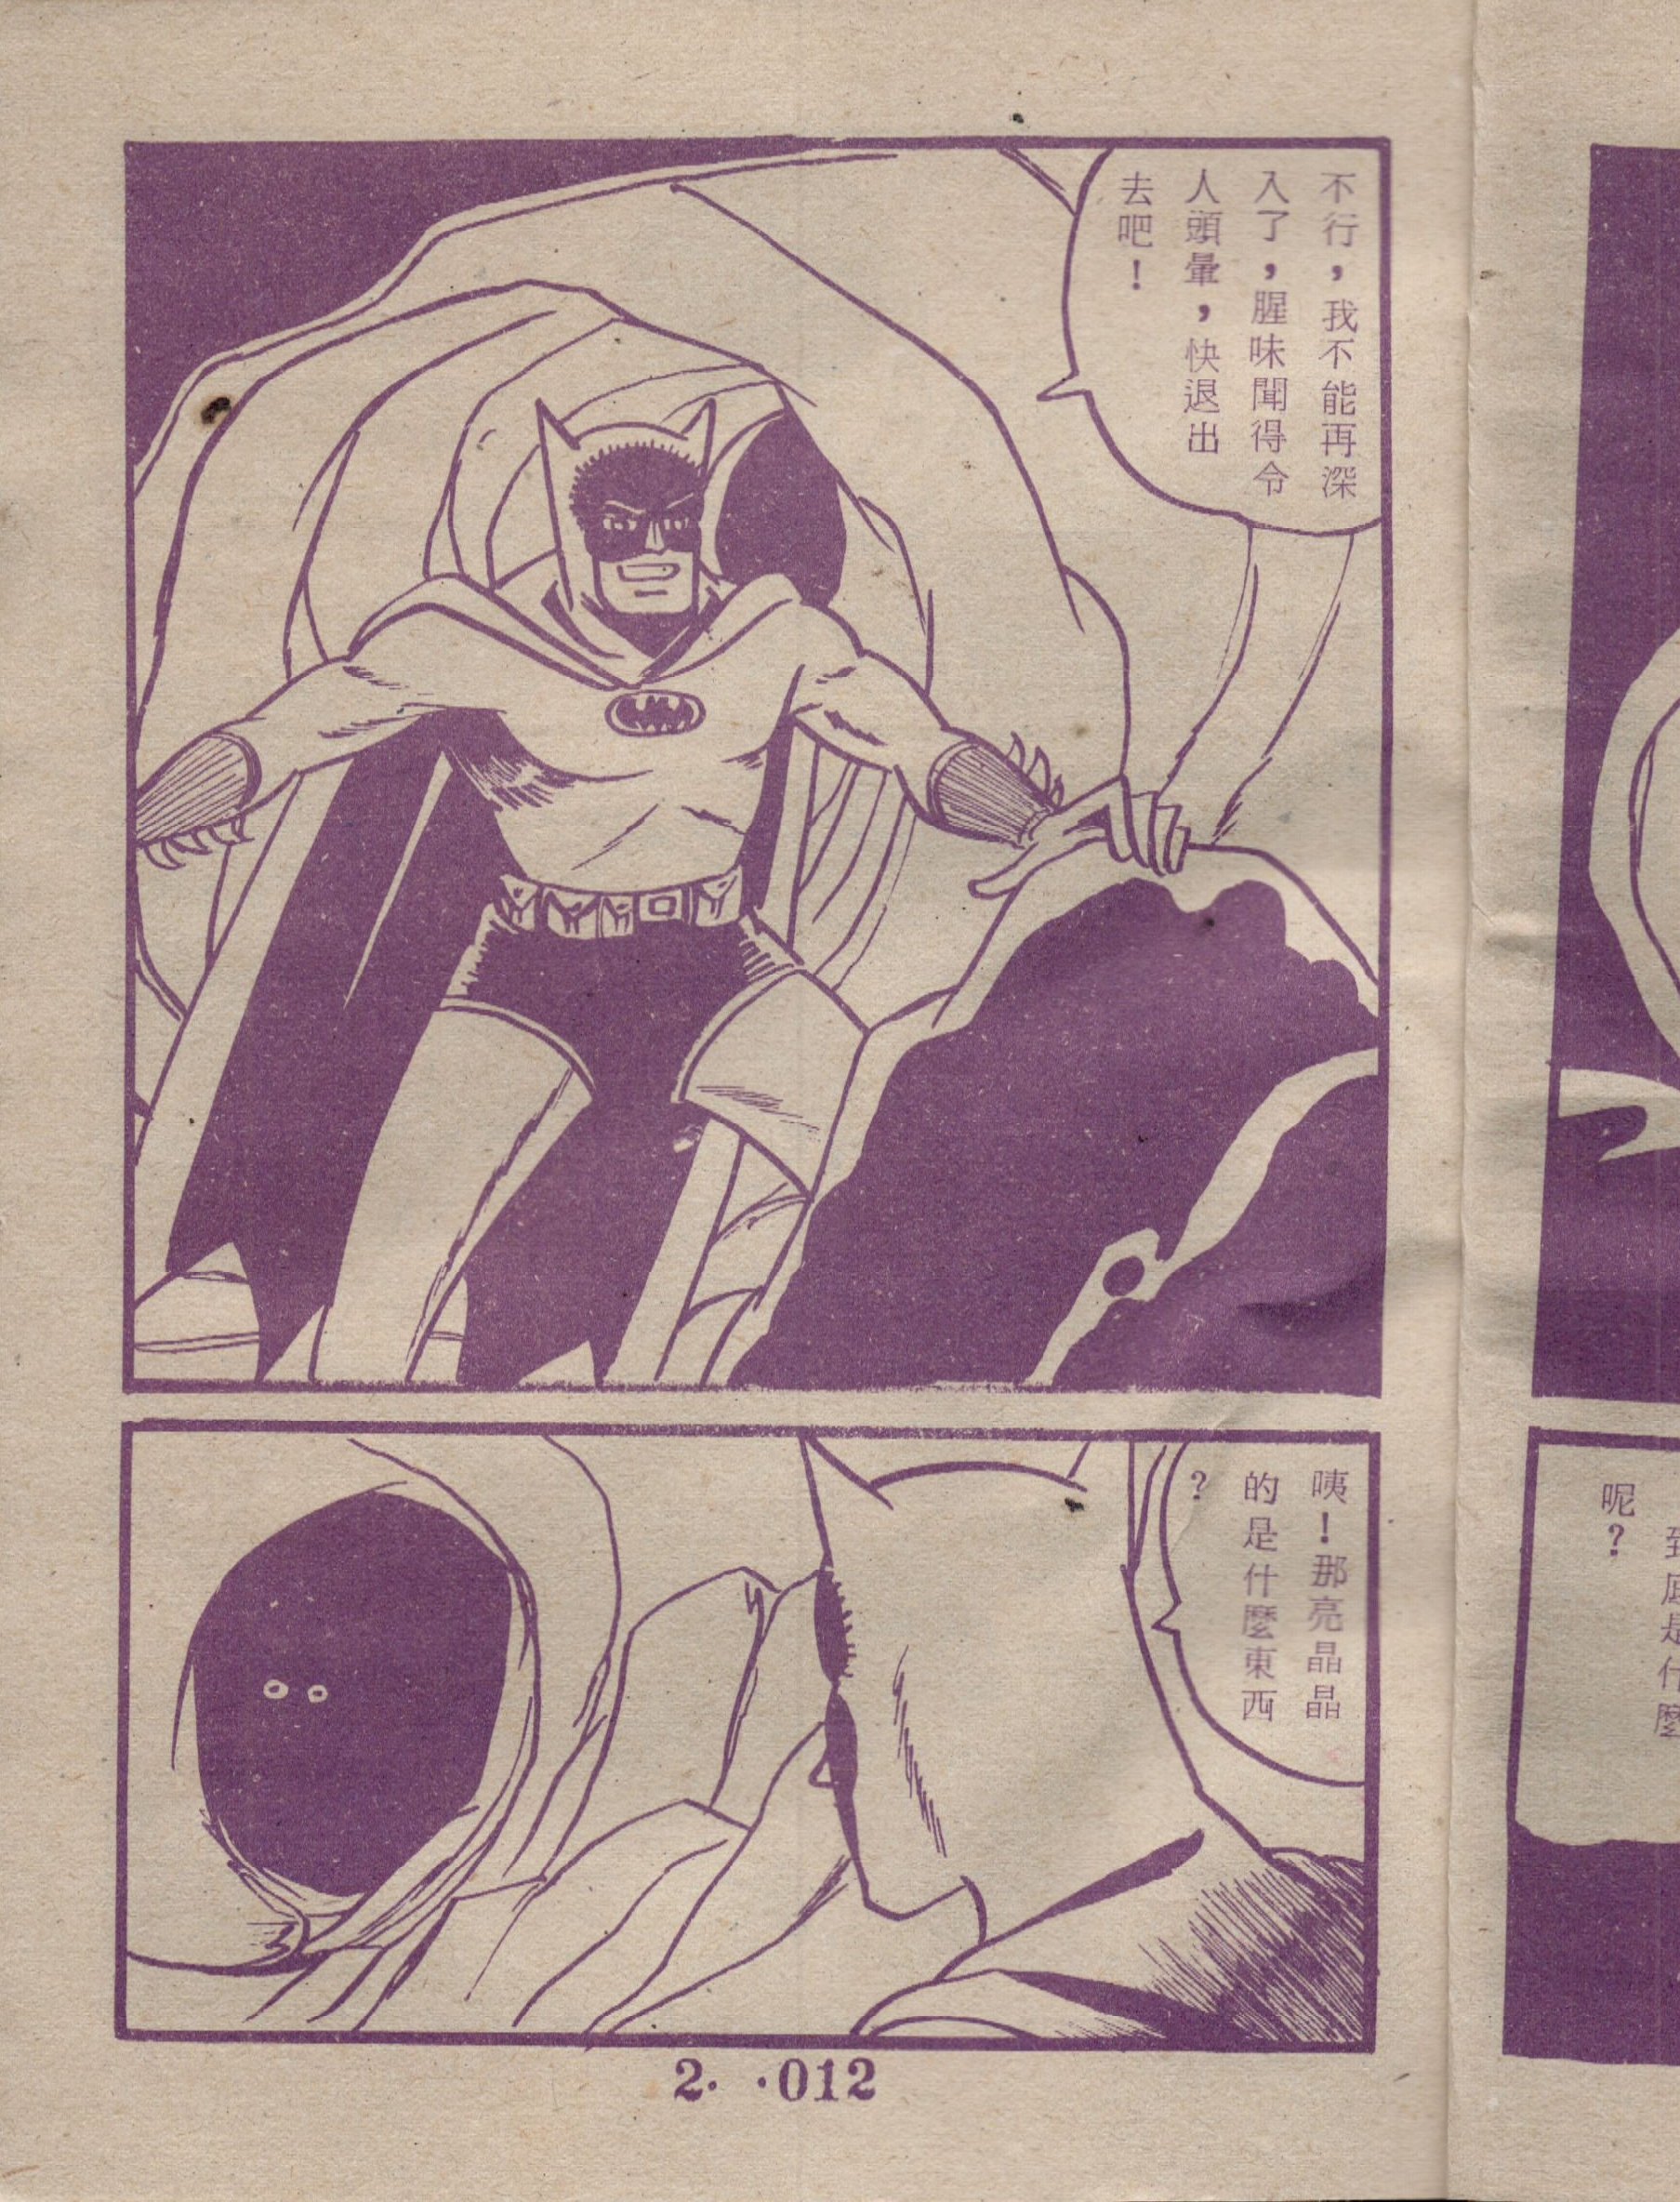 不行，我不能再深
入了，腥味聞得令
人頭暈，快退出
去吧！
咦！那亮晶晶
的是什麼東西
？
2. .012
到底是什麼
呢？